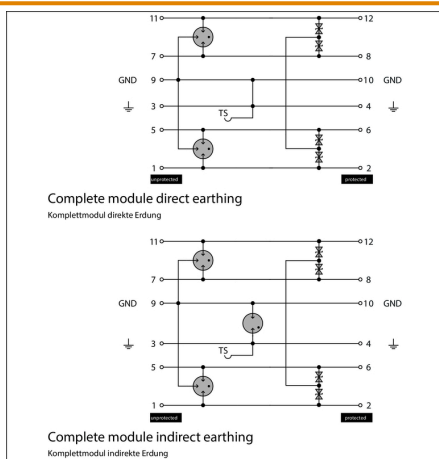 11 12
7 8
GND 9 10 GND
3 4
TS
5 6
1 2
unprotected protected
Complete module direct earthing
Komplettmodul direkte Erdung
11 12
7 8
GND 9 10 GND
3 4
TS
5 6
1 2
unprotected protected
Complete module indirect earthing
Komplettmodul indirekte Erdung